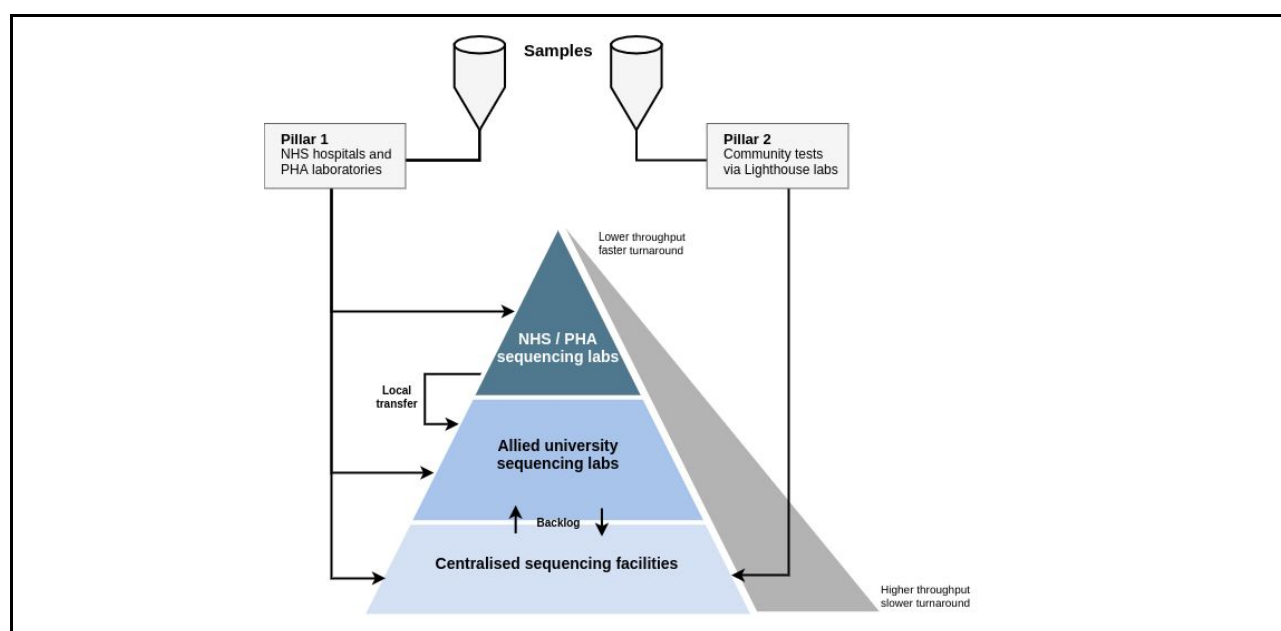 Samples
Pillar 1
NHS hospitals and
PHA laboratories
Pillar 2
Community tests
via Lighthouse labs
Lower throughput
faster turnaround
NHS / PHA
sequencing labs
Local
transfer
Allied university
sequencing labs
Backlog
Centralised sequencing facilities
Higher throughput
slower turnaround